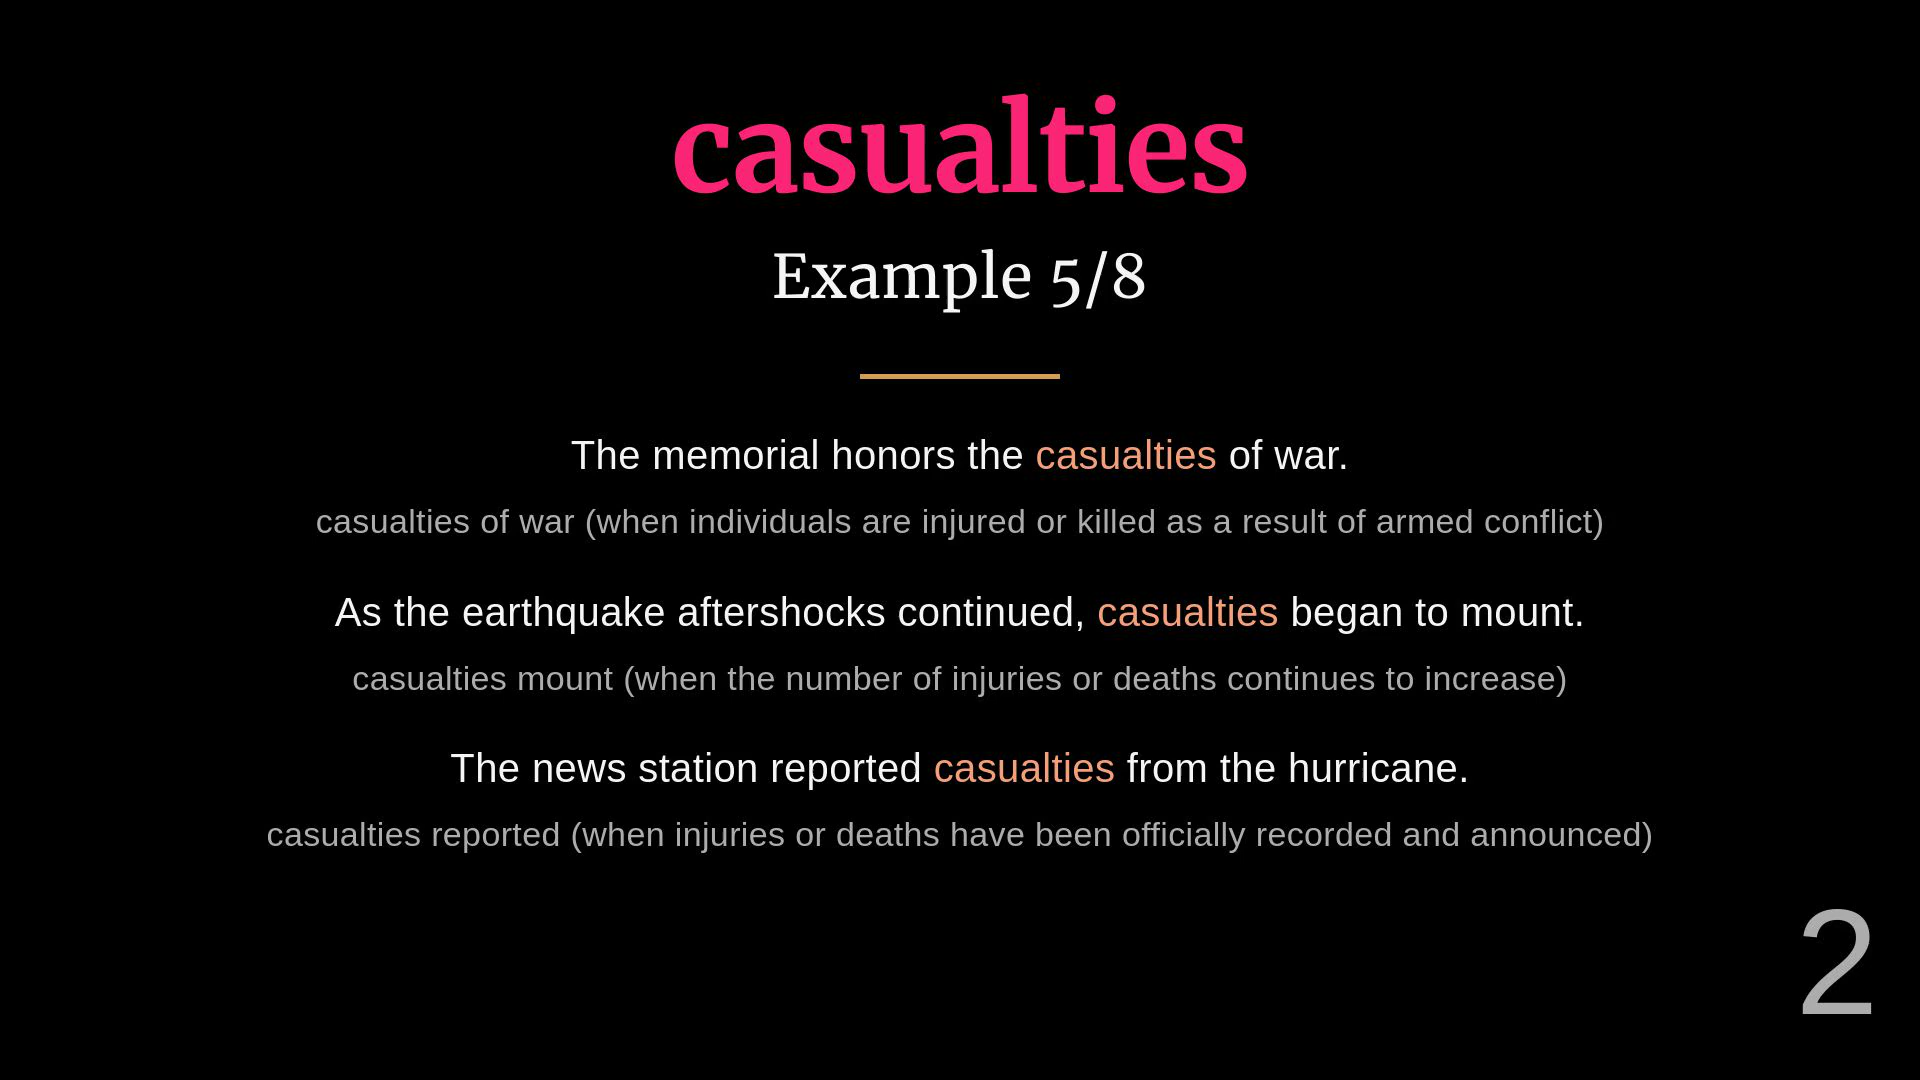 casualties
Example 5/8
The memorial honors the casualties of war.
casualties of war (when individuals are injured or killed as a result of armed conflict)
As the earthquake aftershocks continued, casualties began to mount.
casualties mount (when the number of injuries or deaths continues to increase)
The news station reported casualties from the hurricane.
casualties reported (when injuries or deaths have been officially recorded and announced)
2